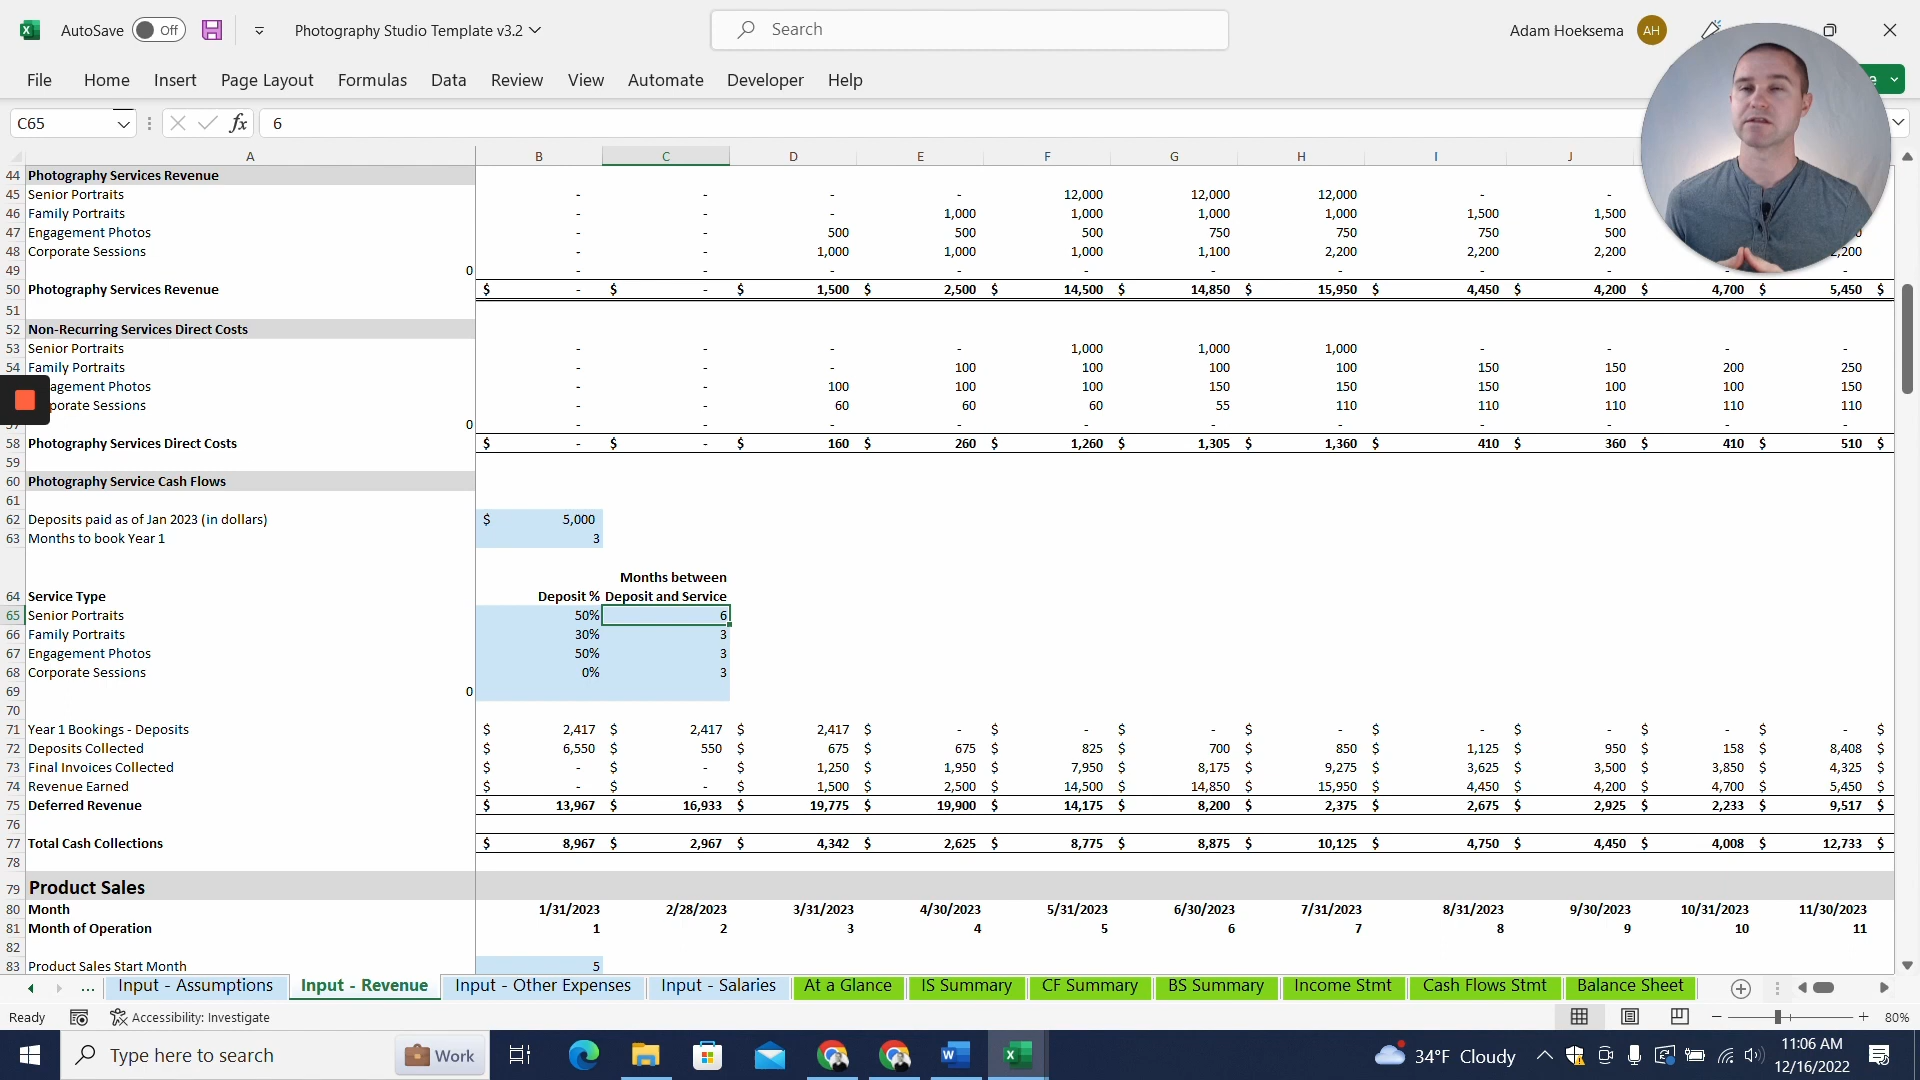 AutoSave Off Photography Studio Template v3.2 Search Adam Hoeksema AH
File Home Insert Page Layout Formulas Data Review View Automate Developer Help
C65 fx 6
A B C D E F G H I J
44 Photography Services Revenue
45 Senior Portraits - - - - 12,000 12,000 12,000 - -
46 Family Portraits - - - 1,000 1,000 1,000 1,000 1,500 1,500
47 Engagement Photos - - 500 500 500 750 750 750 500
48 Corporate Sessions - - 1,000 1,000 1,000 1,100 2,200 2,200 2,200
49 0 - - - - - - - - - - -
50 Photography Services Revenue $ - $ - $ 1,500 $ 2,500 $ 14,500 $ 14,850 $ 15,950 $ 4,450 $ 4,200 $ 4,700 $ 5,450 $
51
52 Non-Recurring Services Direct Costs
53 Senior Portraits - - - - 1,000 1,000 1,000 - - - -
54 Family Portraits - - - 100 100 100 100 150 150 200 250
agement Photos - - 100 100 100 150 150 150 100 100 150
porate Sessions - - 60 60 60 55 110 110 110 110 110
0 - - - - - - - - - - -
58 Photography Services Direct Costs $ - $ - $ 160 $ 260 $ 1,260 $ 1,305 $ 1,360 $ 410 $ 360 $ 410 $ 510 $
59
60 Photography Service Cash Flows
61
62 Deposits paid as of Jan 2023 (in dollars) $ 5,000
63 Months to book Year 1 3
Months between
64 Service Type Deposit % Deposit and Service
65 Senior Portraits 50% 6
66 Family Portraits 30% 3
67 Engagement Photos 50% 3
68 Corporate Sessions 0% 3
69 0
70
71 Year 1 Bookings - Deposits $ 2,417 $ 2,417 $ 2,417 $ - $ - $ - $ - $ - $ - $ - $ - $
72 Deposits Collected $ 6,550 $ 550 $ 675 $ 675 $ 825 $ 700 $ 850 $ 1,125 $ 950 $ 158 $ 8,408 $
73 Final Invoices Collected $ - $ - $ 1,250 $ 1,950 $ 7,950 $ 8,175 $ 9,275 $ 3,625 $ 3,500 $ 3,850 $ 4,325 $
74 Revenue Earned $ - $ - $ 1,500 $ 2,500 $ 14,500 $ 14,850 $ 15,950 $ 4,450 $ 4,200 $ 4,700 $ 5,450 $
75 Deferred Revenue $ 13,967 $ 16,933 $ 19,775 $ 19,900 $ 14,175 $ 8,200 $ 2,375 $ 2,675 $ 2,925 $ 2,233 $ 9,517 $
76
77 Total Cash Collections $ 8,967 $ 2,967 $ 4,342 $ 2,625 $ 8,775 $ 8,875 $ 10,125 $ 4,750 $ 4,450 $ 4,008 $ 12,733 $
78
79 Product Sales
80 Month 1/31/2023 2/28/2023 3/31/2023 4/30/2023 5/31/2023 6/30/2023 7/31/2023 8/31/2023 9/30/2023 10/31/2023 11/30/2023
81 Month of Operation 1 2 3 4 5 6 7 8 9 10 11
82
83 Product Sales Start Month 5
... Input - Assumptions Input - Revenue Input - Other Expenses Input - Salaries At a Glance IS Summary CF Summary BS Summary Income Stmt Cash Flows Stmt Balance Sheet
Ready Accessibility: Investigate 80%
Type here to search Work 34°F Cloudy 11:06 AM
12/16/2022